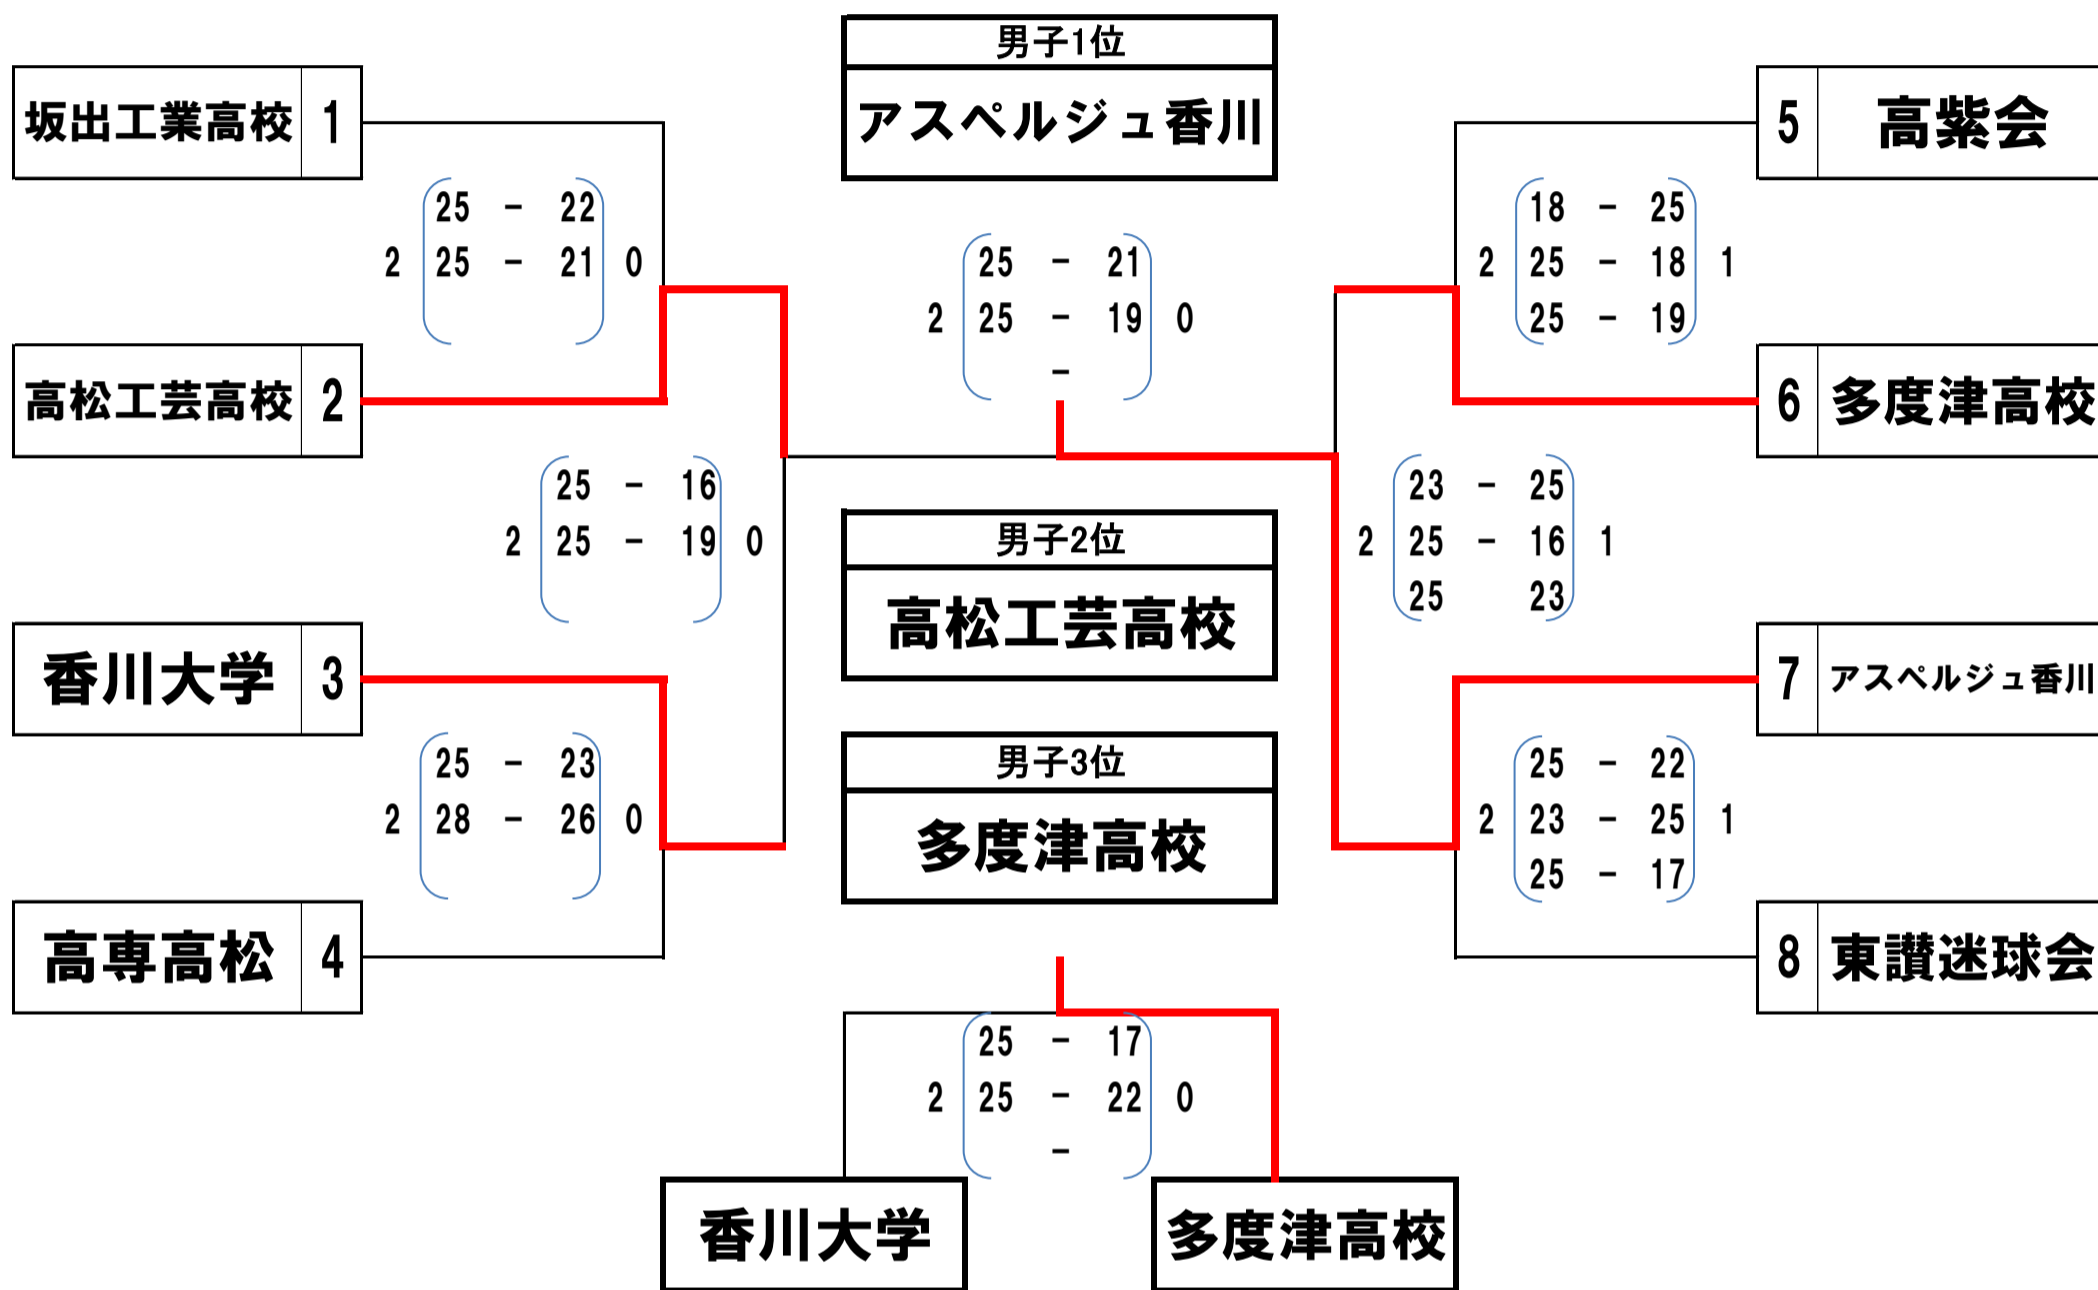 男子1位
アスペルジュ香川
坂出工業高校 1
5 高紫会
25 - 22
2 25 - 21 0
18 - 25
2 25 - 18 1
25 - 19
25 - 21
2 25 - 19 0
-
高松工芸高校 2
6 多度津高校
25 - 16
2 25 - 19 0
23 - 25
2 25 - 16 1
25 23
男子2位
高松工芸高校
香川大学 3
7 アスペルジュ香川
男子3位
多度津高校
25 - 23
2 28 - 26 0
25 - 22
2 23 - 25 1
25 - 17
高専高松 4
8 東讃迷球会
25 - 17
2 25 - 22 0
-
香川大学
多度津高校